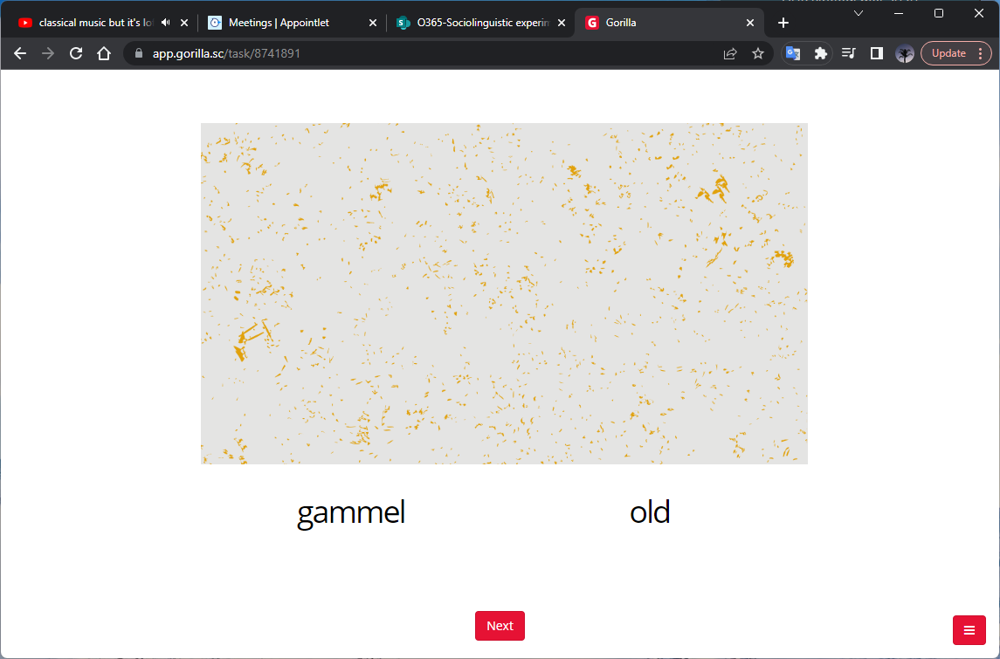 classical music but it's lo
Meetings | Appointlet
O365-Sociolinguistic experim
Gorilla
app.gorilla.sc/task/8741891
Update
gammel old
Next